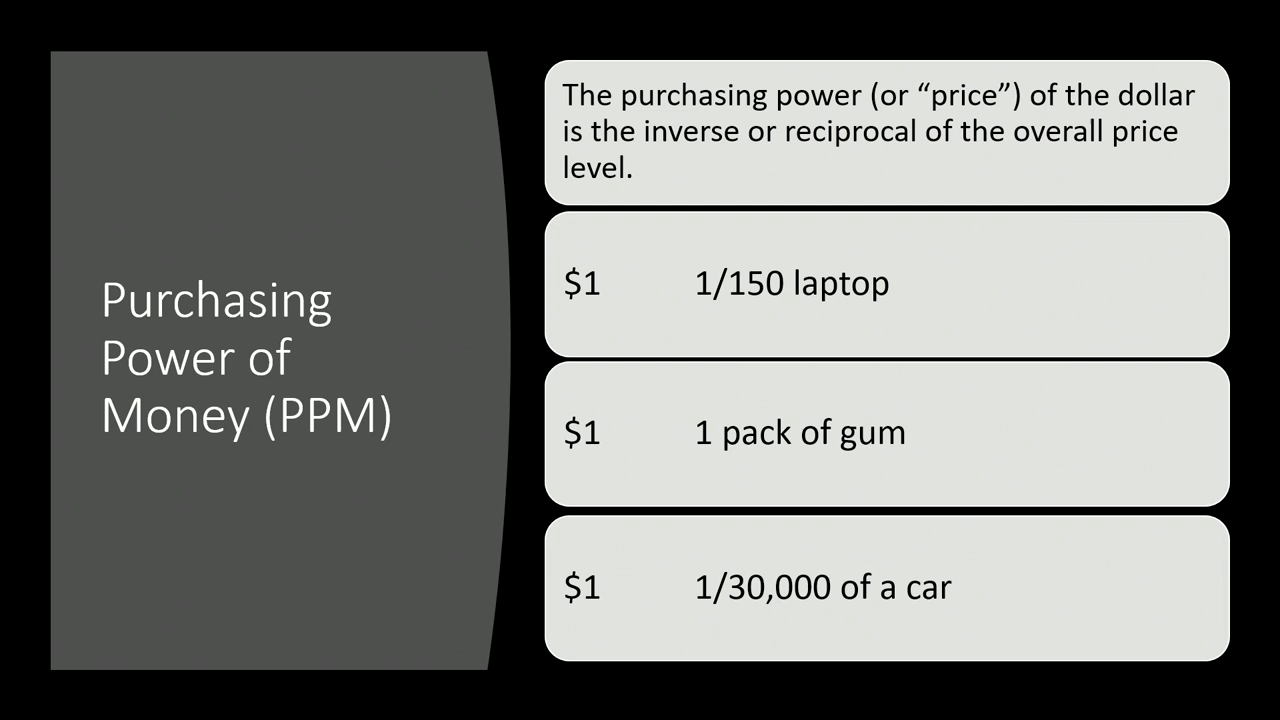 Purchasing
Power of
Money (PPM)
The purchasing power (or “price”) of the dollar
is the inverse or reciprocal of the overall price
level.
$1 1/150 laptop
$1 1 pack of gum
$1 1/30,000 of a car